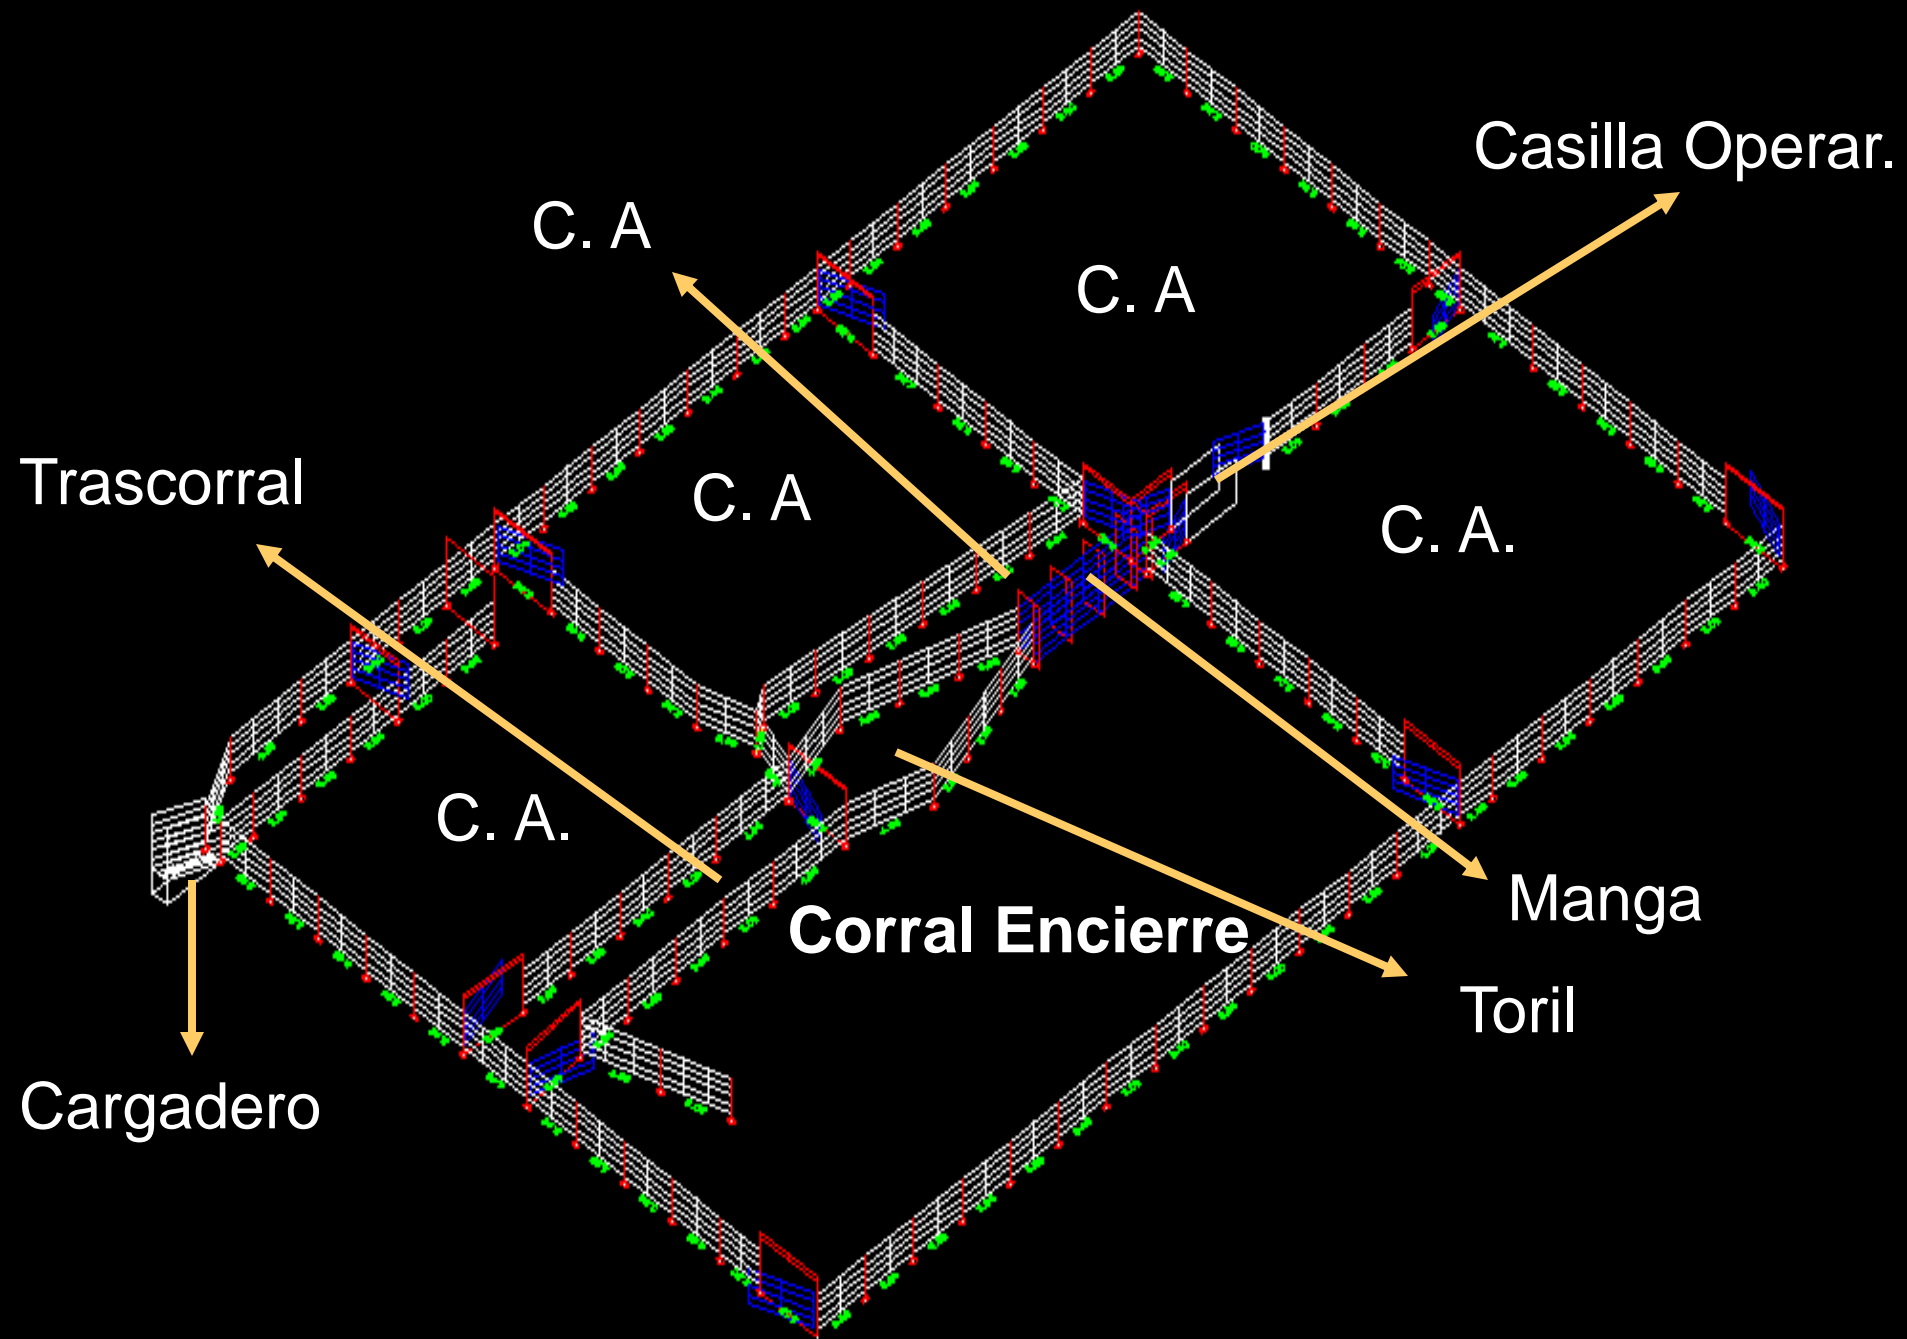 Casilla Operar.
C. A
C. A
Trascorral
C. A
C. A.
C. A.
Manga
Corral Encierre
Toril
Cargadero